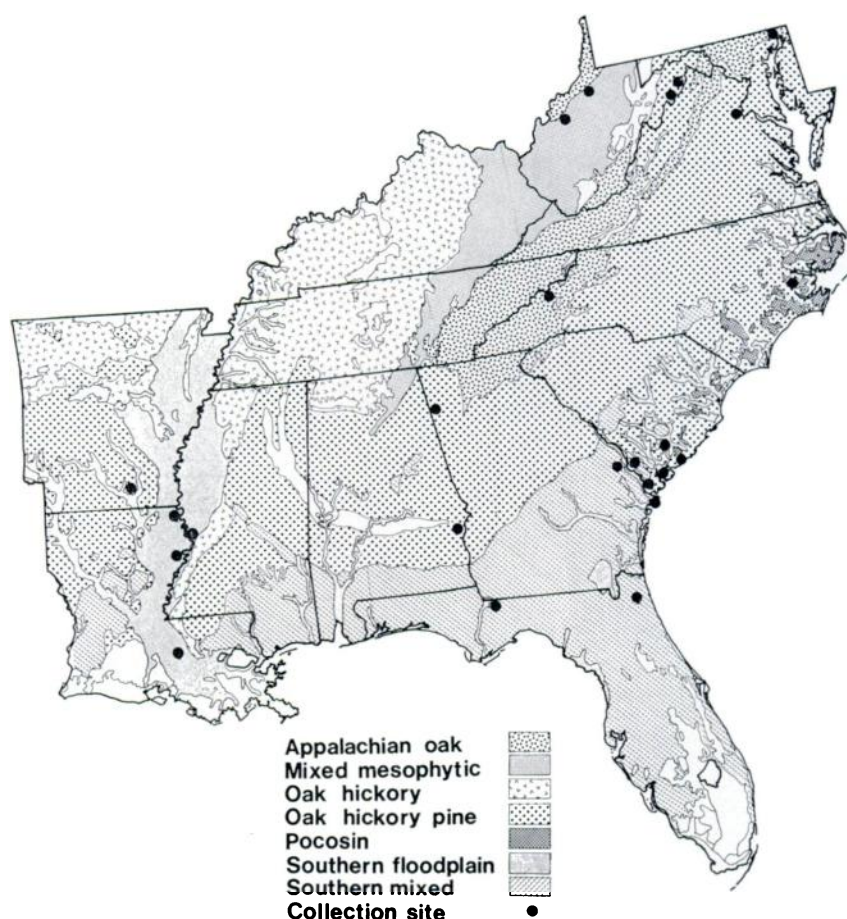 Appalachian oak
Mixed mesophytic
Oak hickory
Oak hickory pine
Pocosin
Southern floodplain
Southern mixed
Collection site